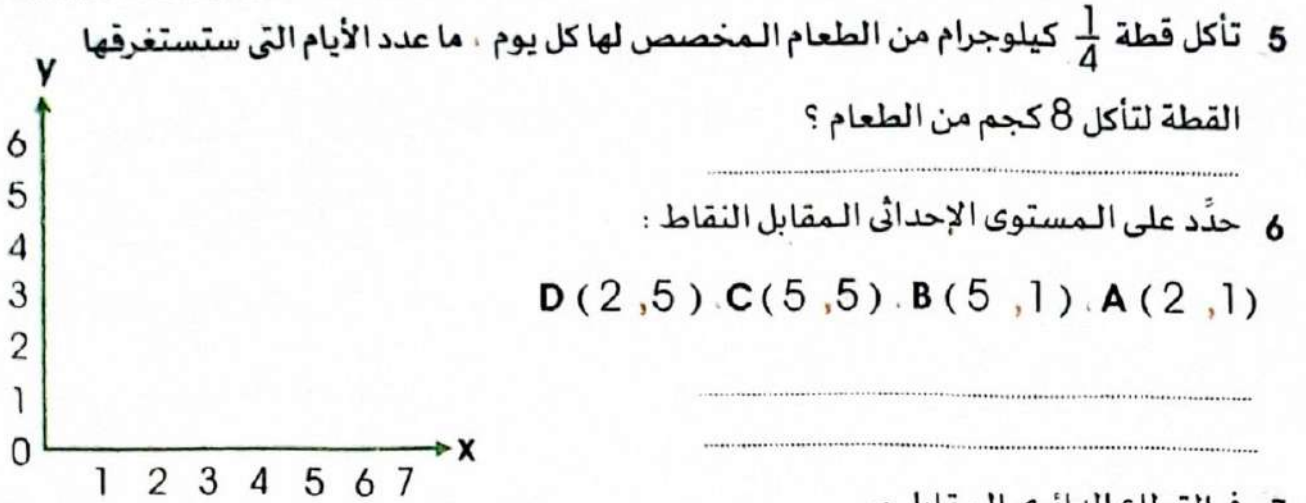 5 تأكل قطة 1/4 كيلوجرام من الطعام المخصص لها كل يوم ، ما عدد الأيام التى ستستغرقها
القطة لتأكل 8 كجم من الطعام ؟
6 حدَّد على المستوى الإحداثى المقابل النقاط :
D ( 2 ,5 ) . C( 5 ,5) . B ( 5 ,1 ) . A ( 2 ,1)
y
6
5
4
3
2
1
0
1 2 3 4 5 6 7
x